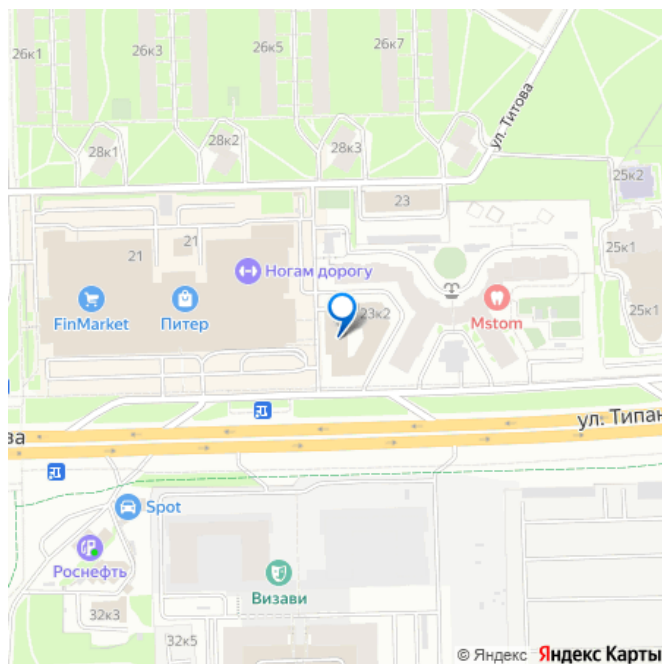 26к1
26к3
26к5
26к7
ул. Титова
28к1
28к2
28к3
25к2
23
21
21
25к1
Ногам дорогу
FinMarket
Питер
23к2
Mstom
25к1
ва
ул. Типан
Spot
Роснефть
Визави
32к3
32к5
© Яндекс Яндекс Карты